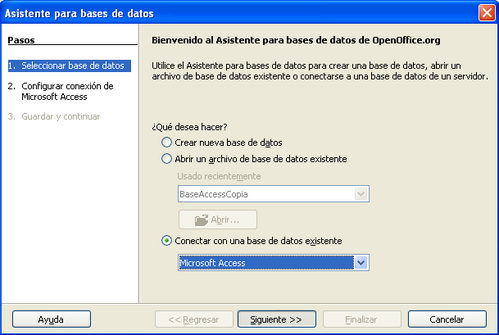 Asistente para bases de datos
Pasos
1. Seleccionar base de datos
2. Configurar conexión de
Microsoft Access
3. Guardar y continuar
Bienvenido al Asistente para bases de datos de OpenOffice.org
Utilice el Asistente para bases de datos para crear una base de datos, abrir un
archivo de base de datos existente o conectarse a una base de datos de un servidor.
¿Qué desea hacer?
Crear nueva base de datos
Abrir un archivo de base de datos existente
Usado recientemente
BaseAccessCopia
Abrir...
Conectar con una base de datos existente
Microsoft Access
Ayuda
<< Regresar
Siguiente >>
Finalizar
Cancelar